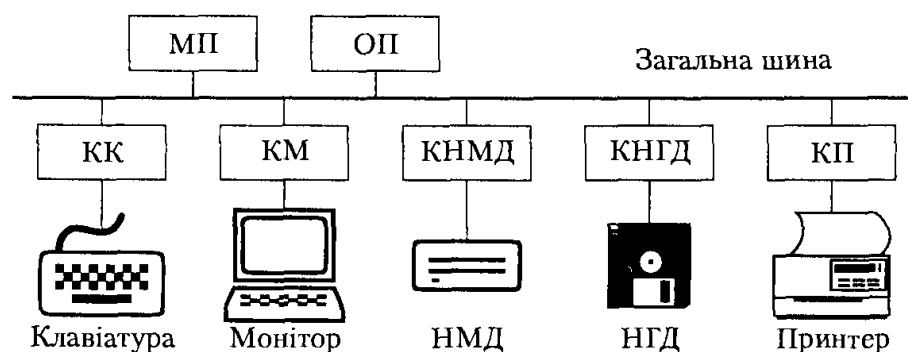 МП ОП
Загальна шина
КК КМ КНМД КНГД КП
Клавіатура Монітор НМД НГД Принтер